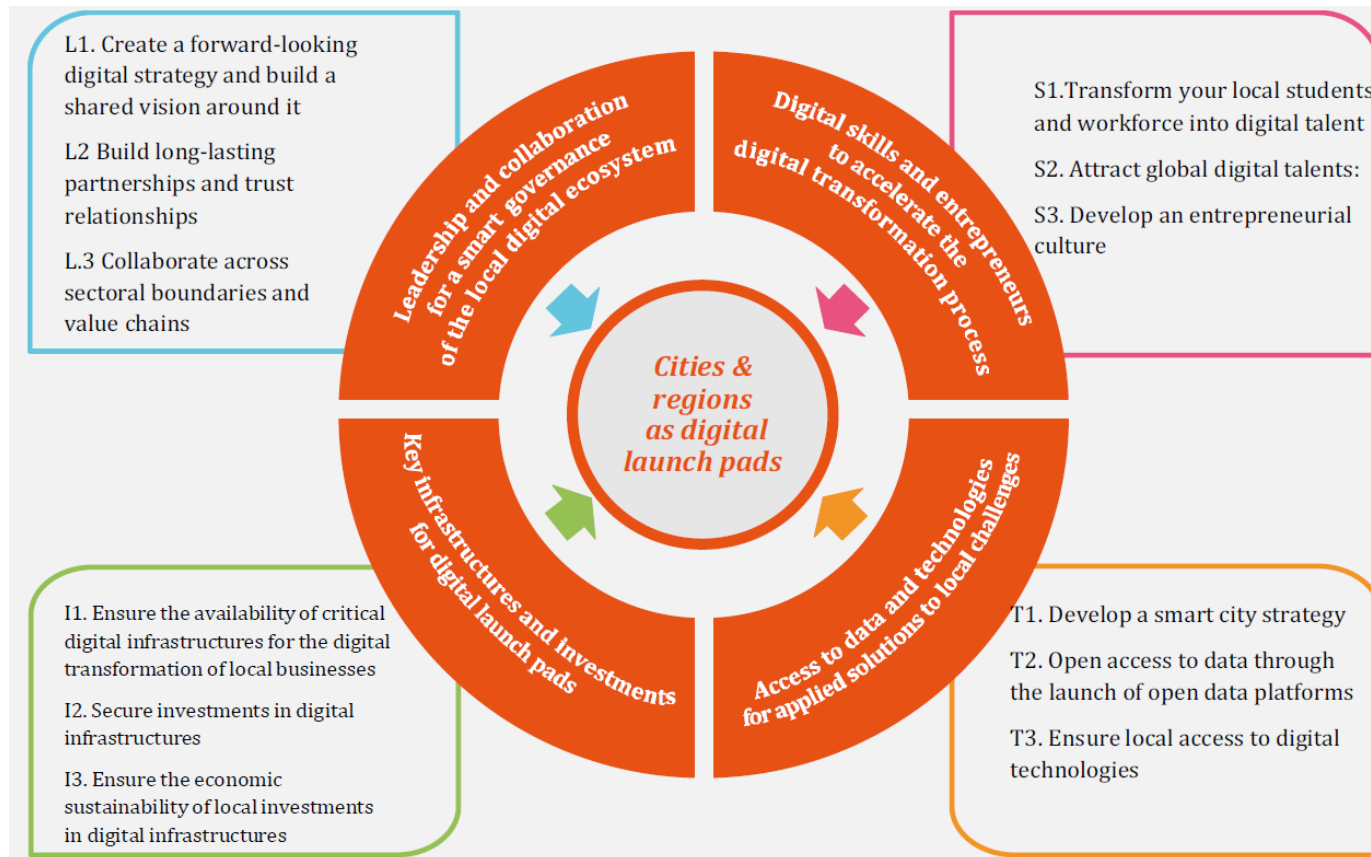 L1. Create a forward-looking
digital strategy and build a
shared vision around it
L2 Build long-lasting
partnerships and trust
relationships
L.3 Collaborate across
sectoral boundaries and
value chains
Leadership and collaboration
for a smart governance
of the local digital ecosystem
Digital skills and entrepreneurs
to accelerate the
digital transformation process
S1.Transform your local students
and workforce into digital talent
S2. Attract global digital talents:
S3. Develop an entrepreneurial
culture
Cities &
regions
as digital
launch pads
Key infrastructures and investments
for digital launch pads
Access to data and technologies
for applied solutions to local challenges
I1. Ensure the availability of critical
digital infrastructures for the digital
transformation of local businesses
I2. Secure investments in digital
infrastructures
I3. Ensure the economic
sustainability of local investments
in digital infrastructures
T1. Develop a smart city strategy
T2. Open access to data through
the launch of open data platforms
T3. Ensure local access to digital
technologies